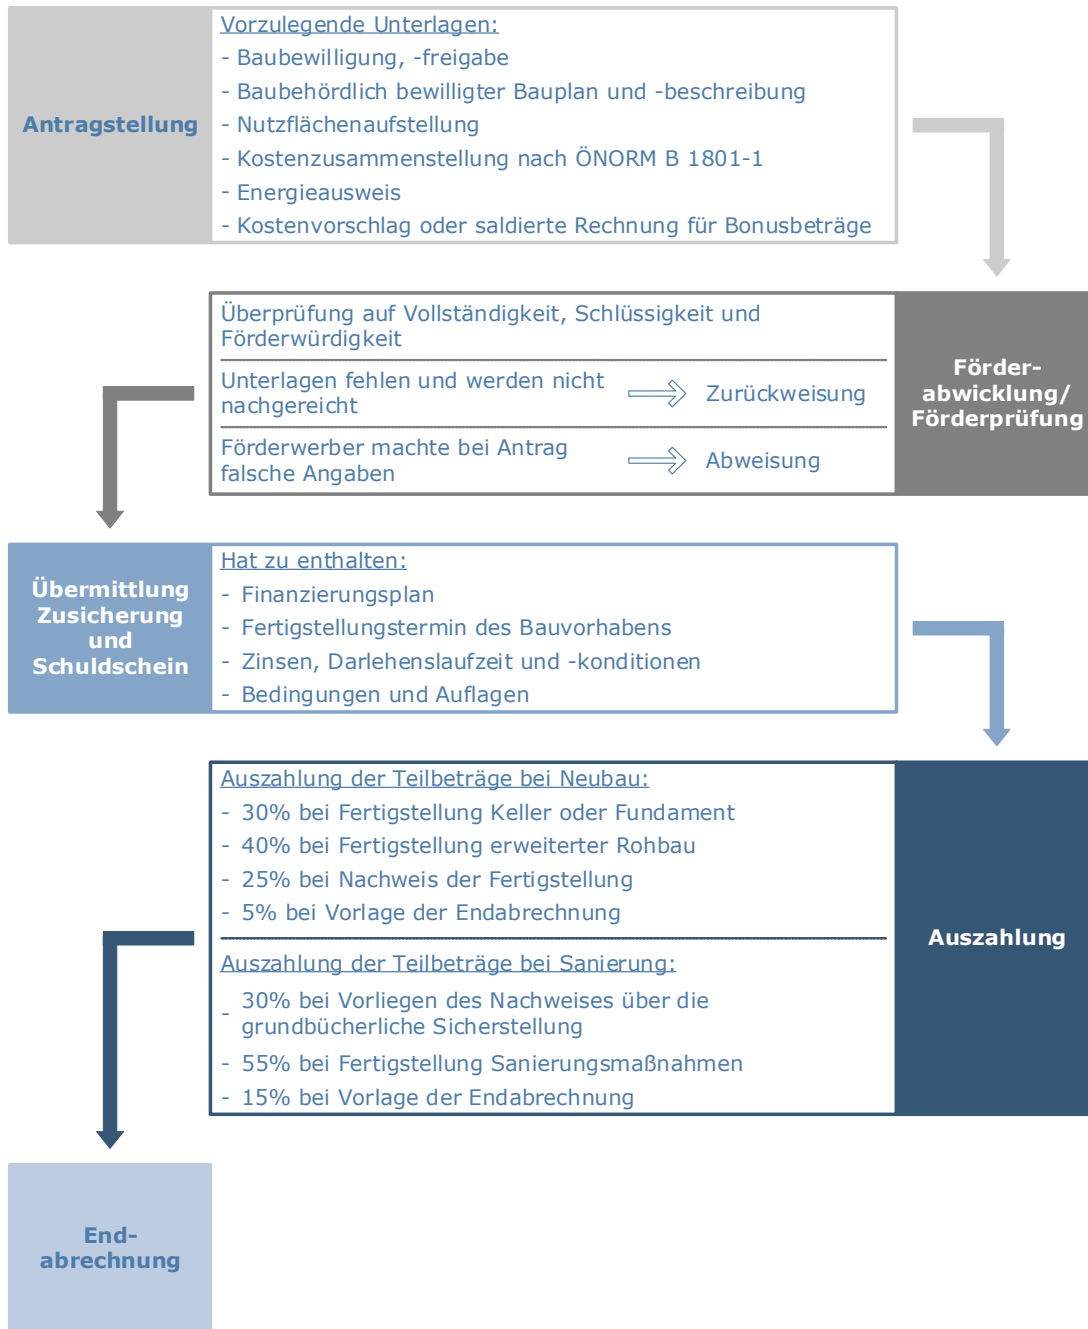 Antragstellung
Vorzulegende Unterlagen:
- Baubewilligung, -freigabe
- Baubehördlich bewilligter Bauplan und -beschreibung
- Nutzflächenaufstellung
- Kostenzusammenstellung nach ÖNORM B 1801-1
- Energieausweis
- Kostenvorschlag oder saldierte Rechnung für Bonusbeträge
Überprüfung auf Vollständigkeit, Schlüssigkeit und
Förderwürdigkeit
Unterlagen fehlen und werden nicht
nachgereicht
Zurückweisung
Förderwerber machte bei Antrag
falsche Angaben
Abweisung
Förder-
abwicklung/
Förderprüfung
Übermittlung
Zusicherung
und
Schuldschein
Hat zu enthalten:
- Finanzierungsplan
- Fertigstellungstermin des Bauvorhabens
- Zinsen, Darlehenslaufzeit und -konditionen
- Bedingungen und Auflagen
Auszahlung der Teilbeträge bei Neubau:
- 30% bei Fertigstellung Keller oder Fundament
- 40% bei Fertigstellung erweiterter Rohbau
- 25% bei Nachweis der Fertigstellung
- 5% bei Vorlage der Endabrechnung
Auszahlung der Teilbeträge bei Sanierung:
- 30% bei Vorliegen des Nachweises über die
grundbücherliche Sicherstellung
- 55% bei Fertigstellung Sanierungsmaßnahmen
- 15% bei Vorlage der Endabrechnung
Auszahlung
End-
abrechnung